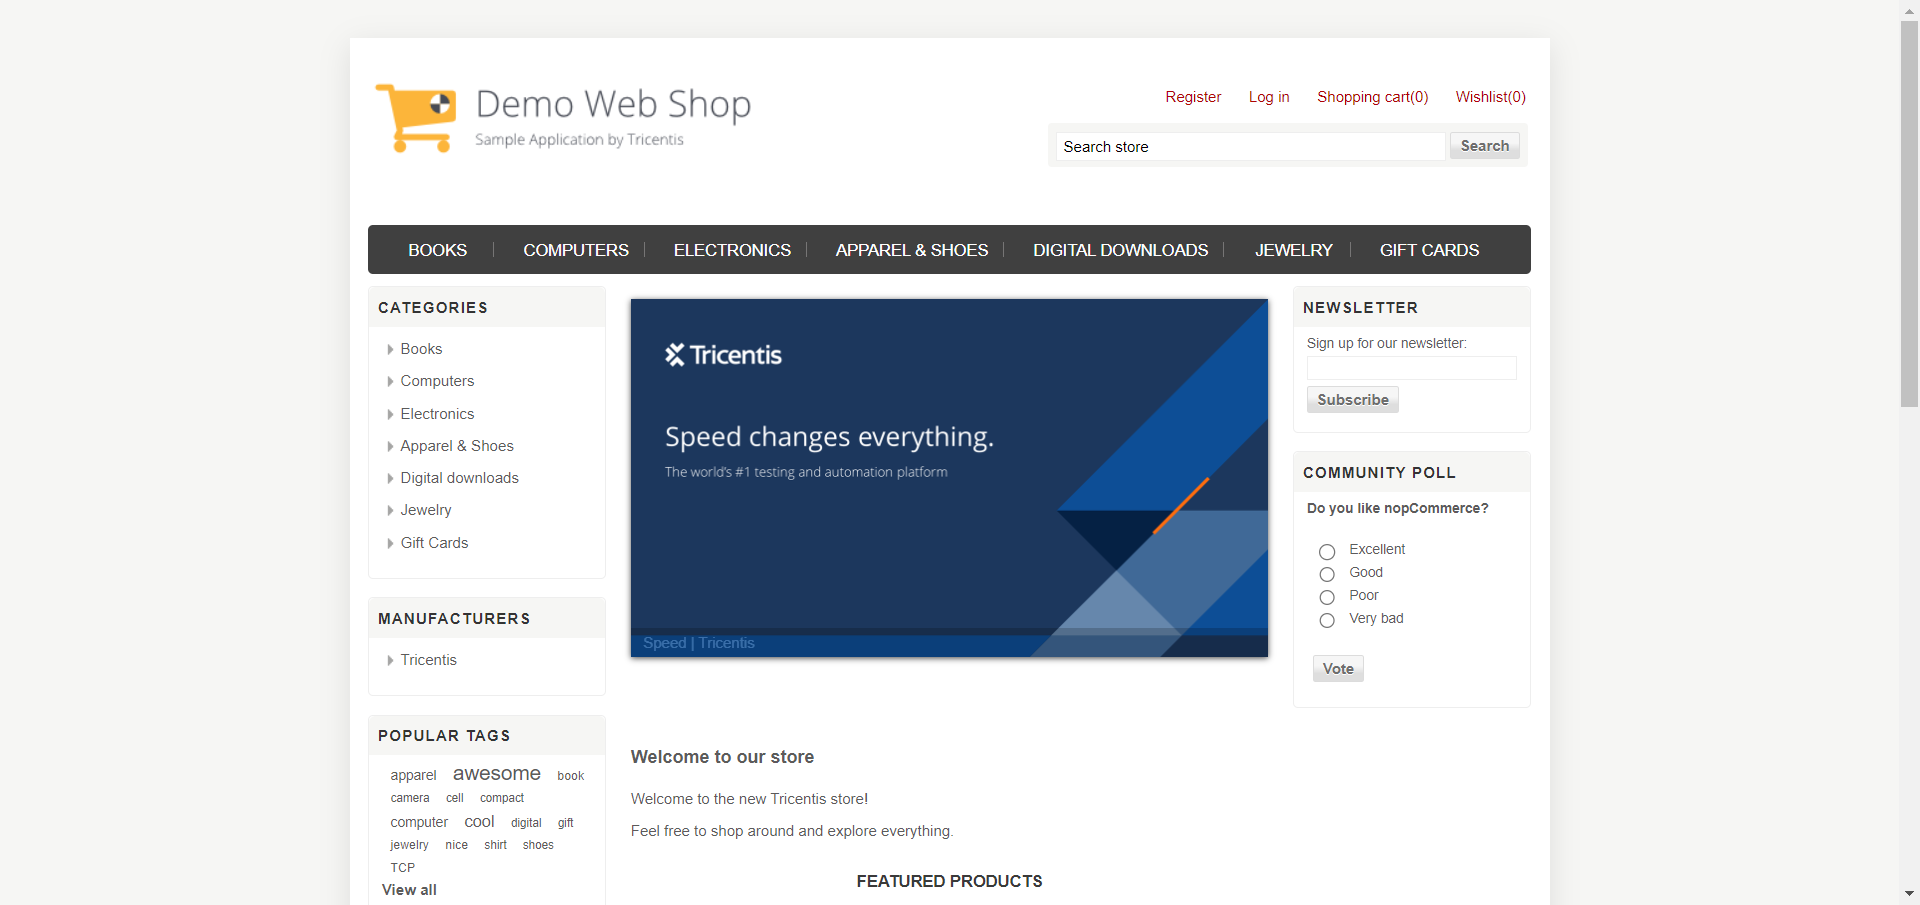 Demo Web Shop
Sample Application by Tricentis
Register Log in Shopping cart(0) Wishlist(0)
Search store Search
BOOKS COMPUTERS ELECTRONICS APPAREL & SHOES DIGITAL DOWNLOADS JEWELRY GIFT CARDS
CATEGORIES
Books
Computers
Electronics
Apparel & Shoes
Digital downloads
Jewelry
Gift Cards
MANUFACTURERS
Tricentis
POPULAR TAGS
apparel awesome book
camera cell compact
computer cool digital gift
jewelry nice shirt shoes
TCP
View all
Tricentis
Speed changes everything.
The world's #1 testing and automation platform
Speed | Tricentis
Welcome to our store
Welcome to the new Tricentis store!
Feel free to shop around and explore everything.
FEATURED PRODUCTS
NEWSLETTER
Sign up for our newsletter:
Subscribe
COMMUNITY POLL
Do you like nopCommerce?
Excellent
Good
Poor
Very bad
Vote